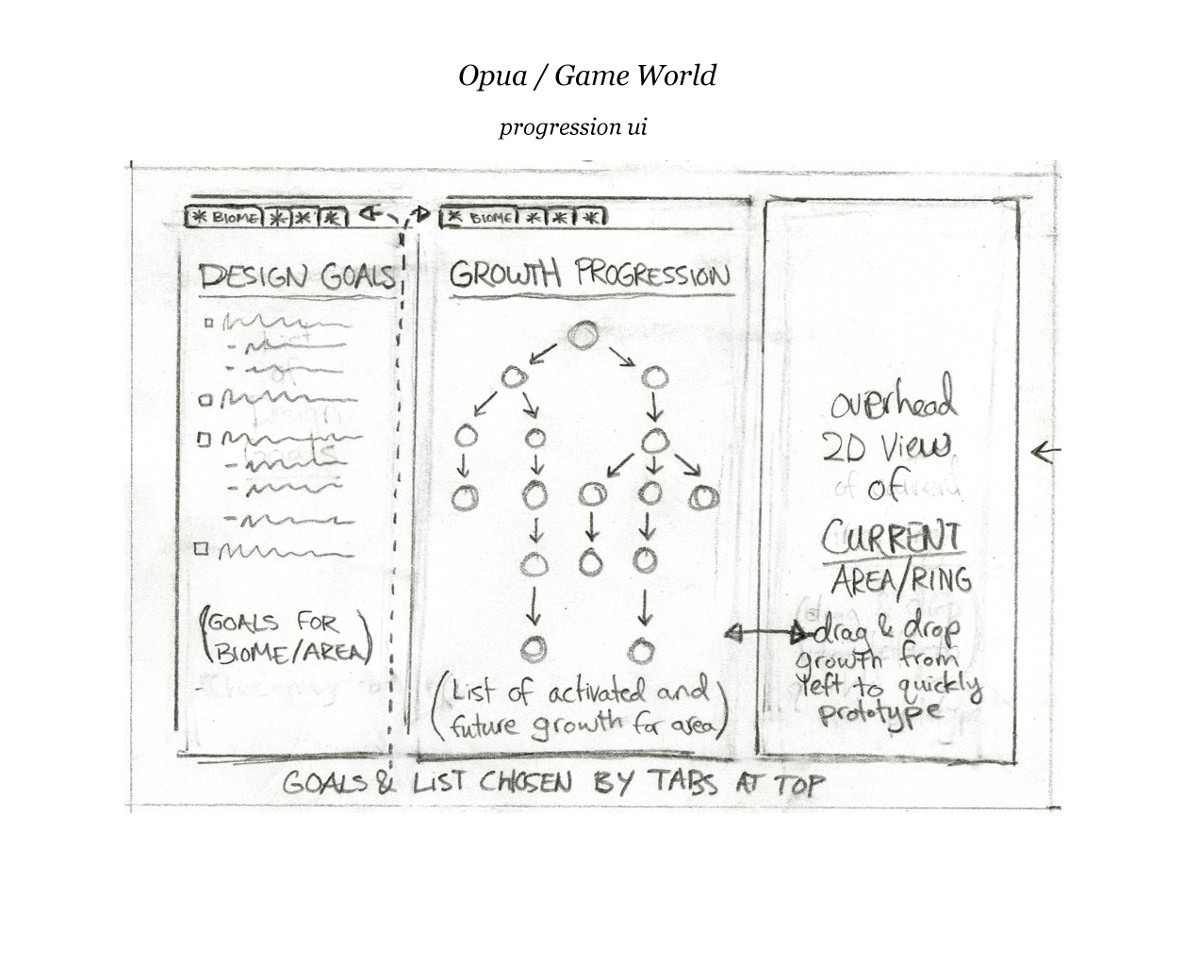 Opua / Game World
progression ui
BIOME
BIOME
DESIGN GOALS
GROWTH PROGRESSION
(GOALS FOR
BIOME/AREA)
(List of activated and
future growth for area)
overhead
2D View
of
CURRENT
AREA/RING
drag & drop
growth from
left to quickly
prototype
GOALS & LIST CHOSEN BY TABS AT TOP